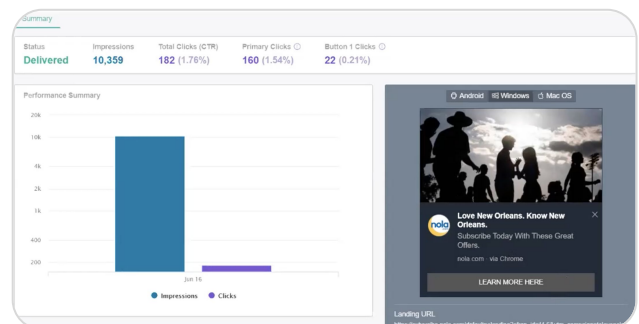 Summary
Status
Impressions
Total Clicks (CTR)
Primary Clicks
Button 1 Clicks
Delivered
10,359
182 (1.76%)
160 (1.54%)
22 (0.21%)
Performance Summary
20k
10k
4k
2k
1k
400
200
Jun 16
Impressions
Clicks
Android
Windows
Mac OS
nola
Love New Orleans. Know New
Orleans.
Subscribe Today With These Great
Offers.
nola.com · via Chrome
LEARN MORE HERE
Landing URL